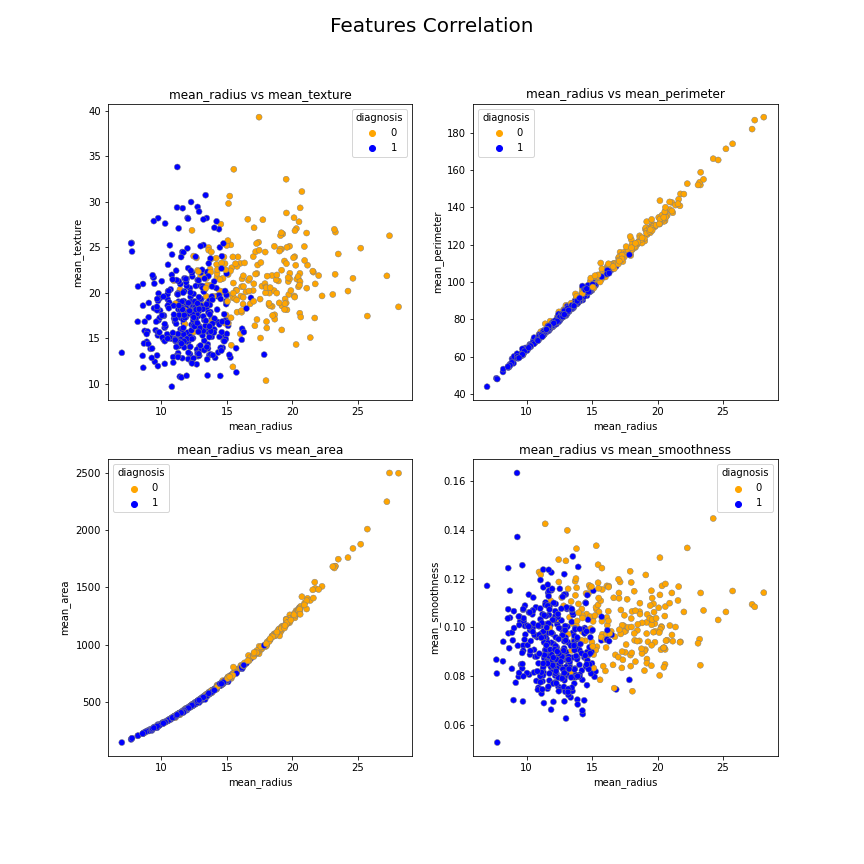 Features Correlation
mean_radius vs mean_texture
diagnosis
0
1
40
35
30
25
20
15
10
mean_texture
10
15
20
25
mean_radius
mean_radius vs mean_perimeter
diagnosis
0
1
180
160
140
120
100
80
60
40
mean_perimeter
10
15
20
25
mean_radius
mean_radius vs mean_area
diagnosis
0
1
2500
2000
1500
1000
500
mean_area
10
15
20
25
mean_radius
mean_radius vs mean_smoothness
diagnosis
0
1
0.16
0.14
0.12
0.10
0.08
0.06
mean_smoothness
10
15
20
25
mean_radius